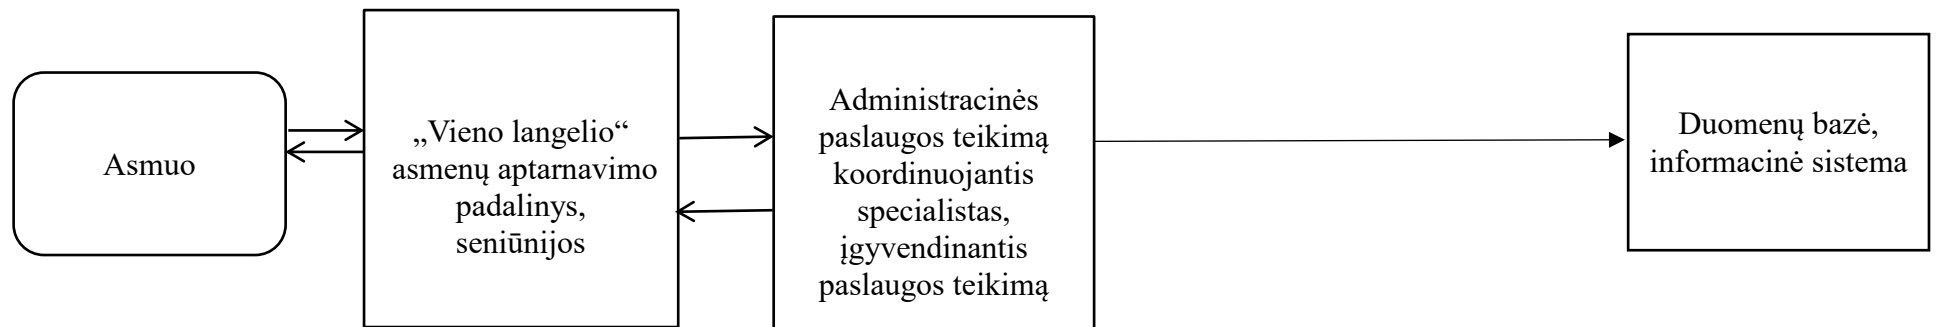 Asmuo
„Vieno langelio“
asmenų aptarnavimo
padalinys,
seniūnijos
Administracinės
paslaugos teikimą
koordinuojantis
specialistas,
įgyvendinantis
paslaugos teikimą
Duomenų bazė,
informacinė sistema